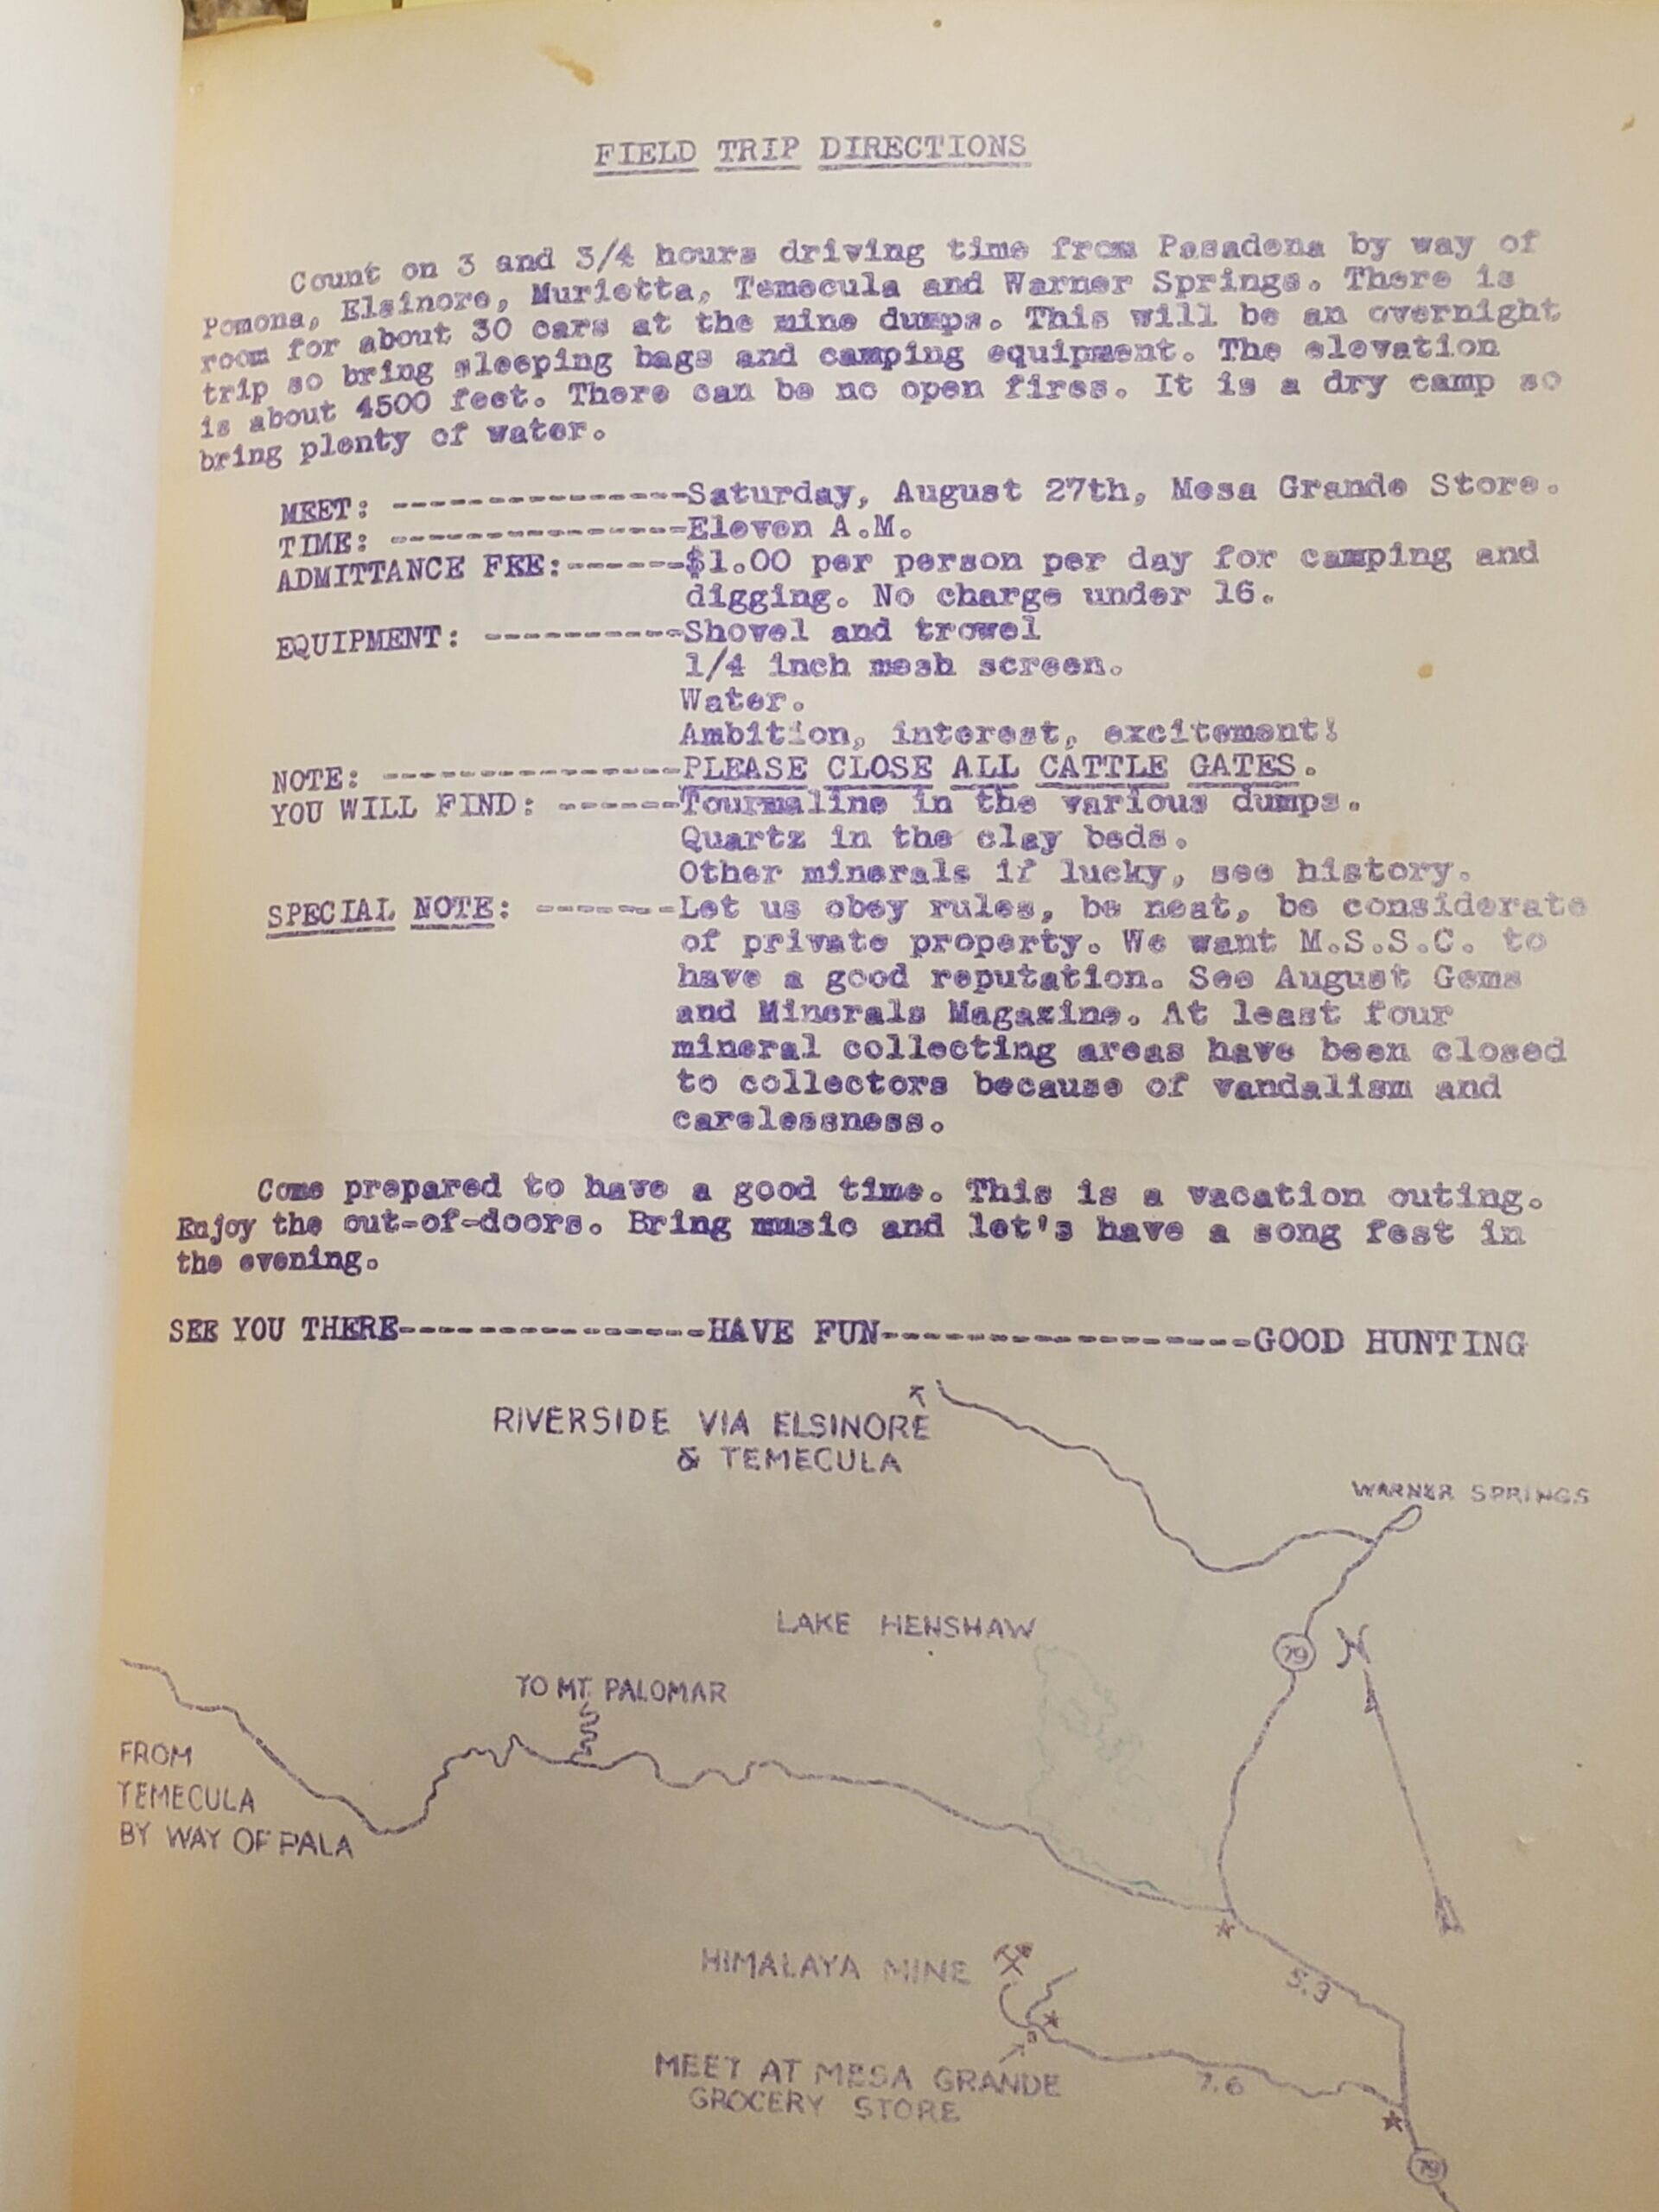 FIELD TRIP DIRECTIONS
Count on 3 and 3/4 hours driving time from Pasadena by way of
Pomona, Elsinore, Murietta, Temecula and Warner Springs. There is
room for about 30 cars at the mine dumps. This will be an overnight
trip so bring sleeping bags and camping equipment. The elevation
is about 4500 feet. There can be no open fires. It is a dry camp so
bring plenty of water.
MEET: ---------------Saturday, August 27th, Mesa Grande Store.
TIME: ---------------Eleven A.M.
ADMITTANCE FEE:------$1.00 per person per day for camping and
digging. No charge under 16.
EQUIPMENT: ----------Shovel and trowel
1/4 inch mesh screen.
Water.
Ambition, interest, excitement!
NOTE: ---------------PLEASE CLOSE ALL CATTLE GATES.
YOU WILL FIND: ------Tourmaline in the various dumps.
Quartz in the clay beds.
Other minerals if lucky, see history.
SPECIAL NOTE: -------Let us obey rules, be neat, be considerate
of private property. We want M.S.S.C. to
have a good reputation. See August Gems
and Minerals Magazine. At least four
mineral collecting areas have been closed
to collectors because of vandalism and
carelessness.
Come prepared to have a good time. This is a vacation outing.
Enjoy the out-of-doors. Bring music and let's have a song fest in
the evening.
SEE YOU THERE----------------HAVE FUN-------------------GOOD HUNTING
RIVERSIDE VIA ELSINORE
& TEMECULA
WARNER SPRINGS
LAKE HENSHAW
79
N
TO MT. PALOMAR
FROM
TEMECULA
BY WAY OF PALA
HIMALAYA MINE
5.3
MEET AT MESA GRANDE
GROCERY STORE
7.6
79